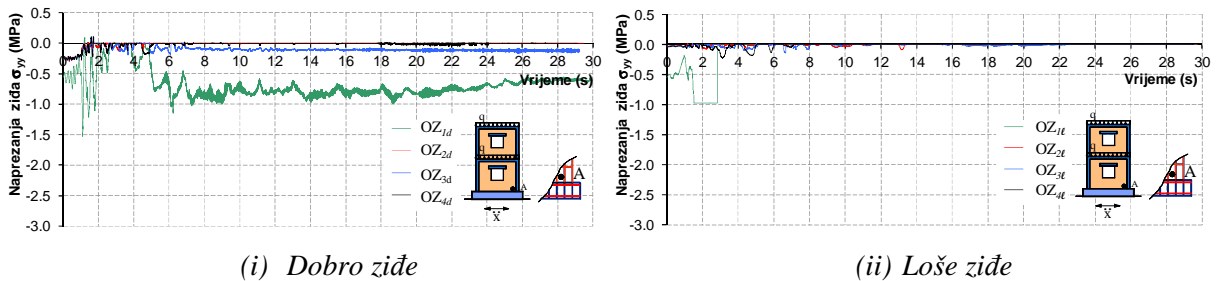 Naprezanja ziđa σyy (MPa)
0.5
0.0
-0.5
-1.0
-1.5
-2.0
-2.5
-3.0
0 2 4 6 8 10 12 14 16 18 20 22 24 26 28 30
Vrijeme (s)
OZ1d
OZ2d
OZ3d
OZ4d
q
q
A
ẍ
A
(i) Dobro ziđe
Naprezanja ziđa σyy (MPa)
0.5
0.0
-0.5
-1.0
-1.5
-2.0
-2.5
-3.0
0 2 4 6 8 10 12 14 16 18 20 22 24 26 28 30
Vrijeme (s)
OZ1ℓ
OZ2ℓ
OZ3ℓ
OZ4ℓ
q
q
A
ẍ
A
(ii) Loše ziđe